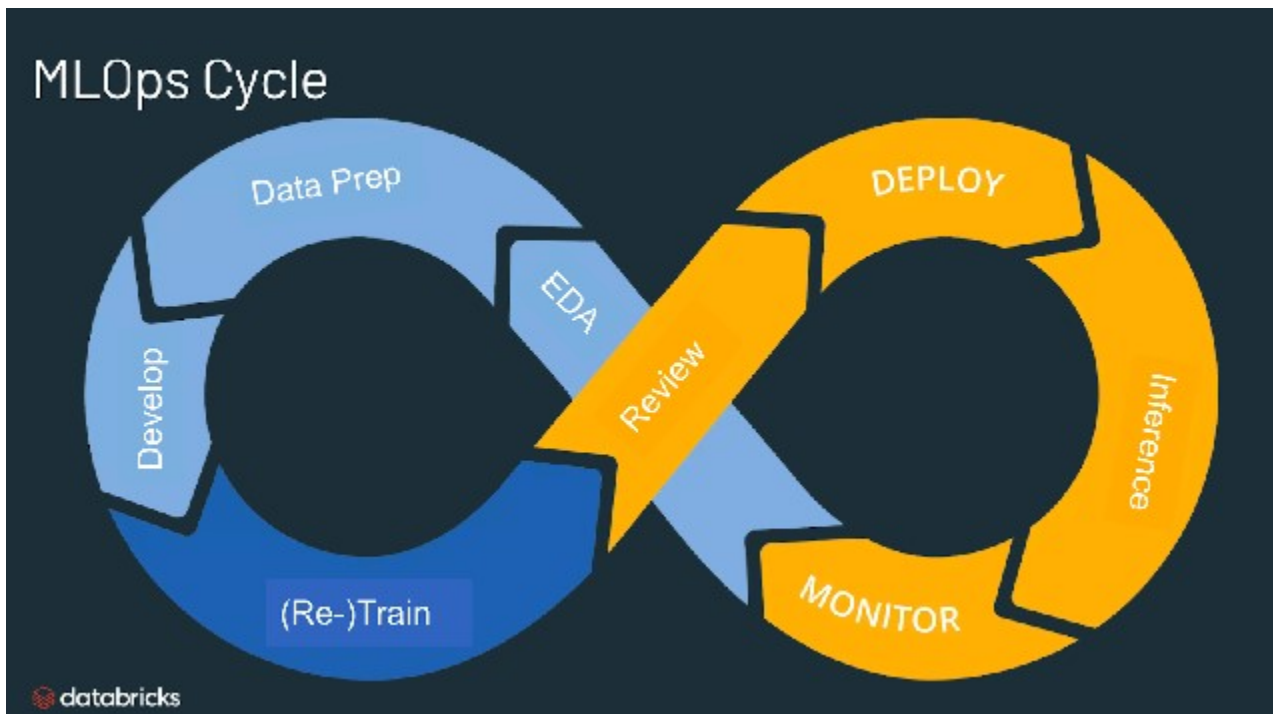 MLOps Cycle
Data Prep
DEPLOY
EDA
Review
Develop
Inference
(Re-)Train
MONITOR
databricks